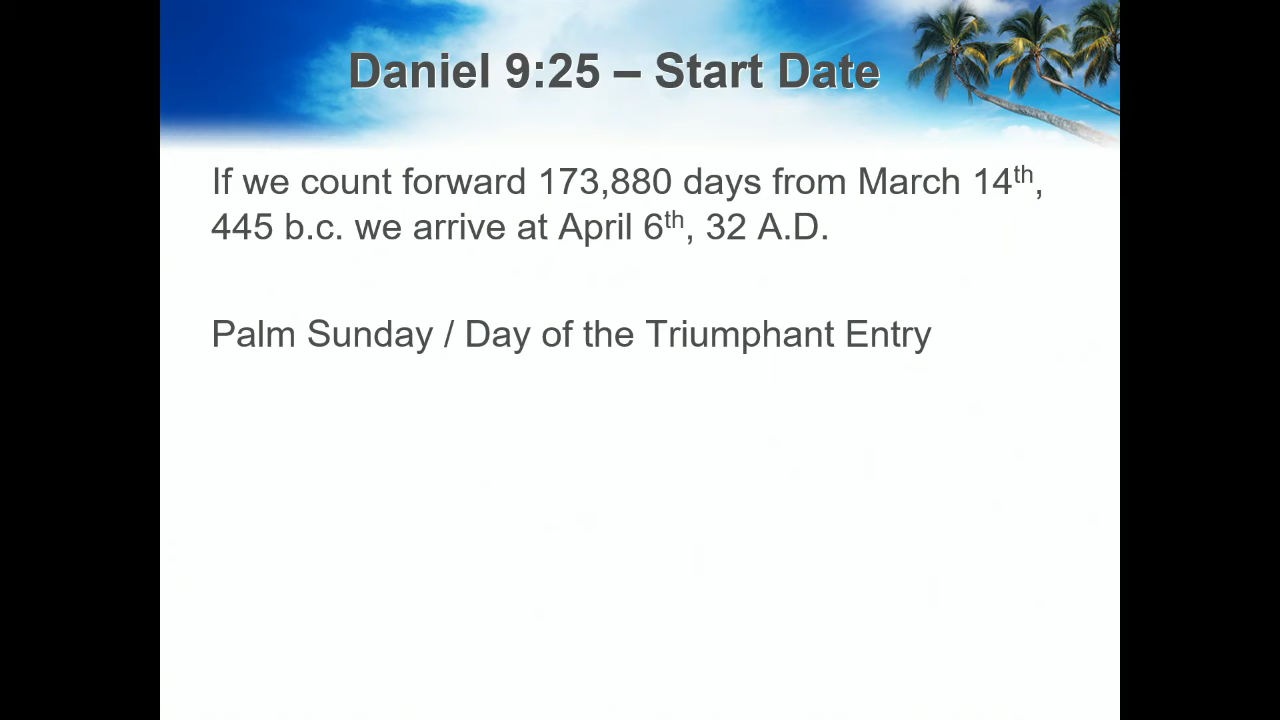 Daniel 9:25 – Start Date
If we count forward 173,880 days from March 14th,
445 b.c. we arrive at April 6th, 32 A.D.
Palm Sunday / Day of the Triumphant Entry